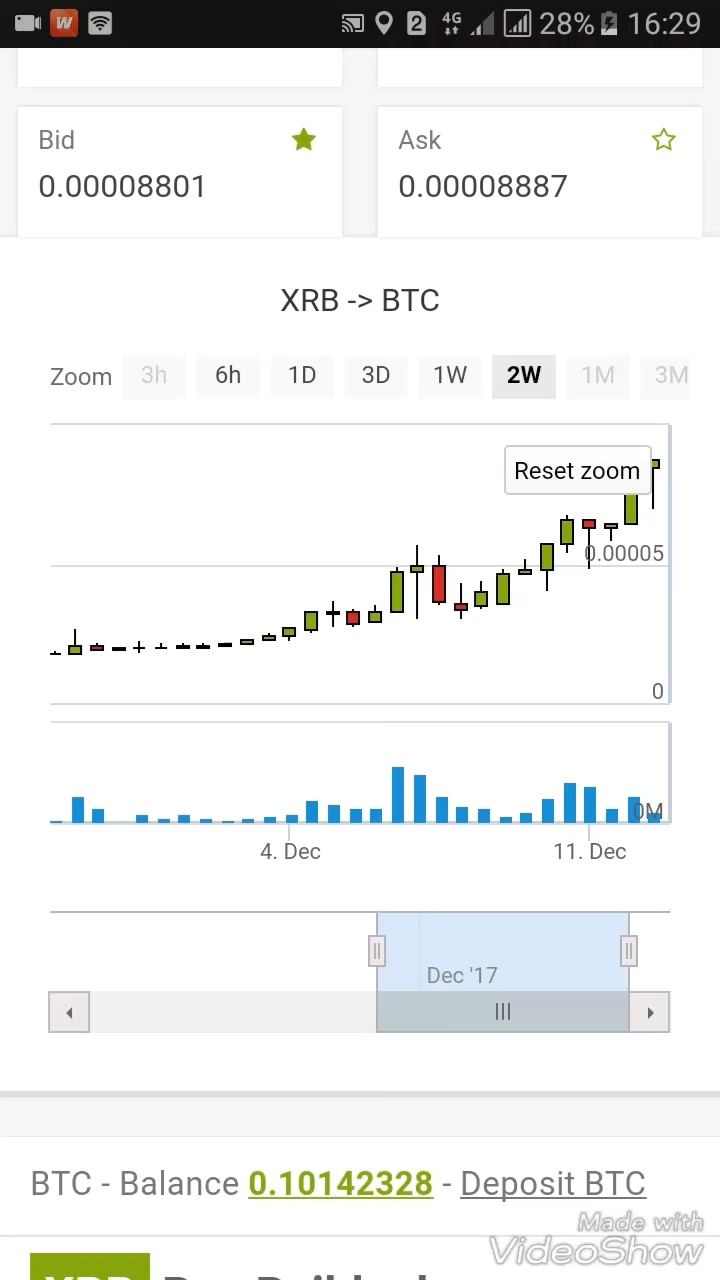 2 4G 28% 16:29
Bid
Ask
0.00008801
0.00008887
XRB -> BTC
Zoom 3h 6h 1D 3D 1W 2W 1M 3M
Reset zoom
0.00005
0
0M
4. Dec 11. Dec
Dec '17
BTC - Balance 0.10142328 - Deposit BTC
Made with
VideoShow